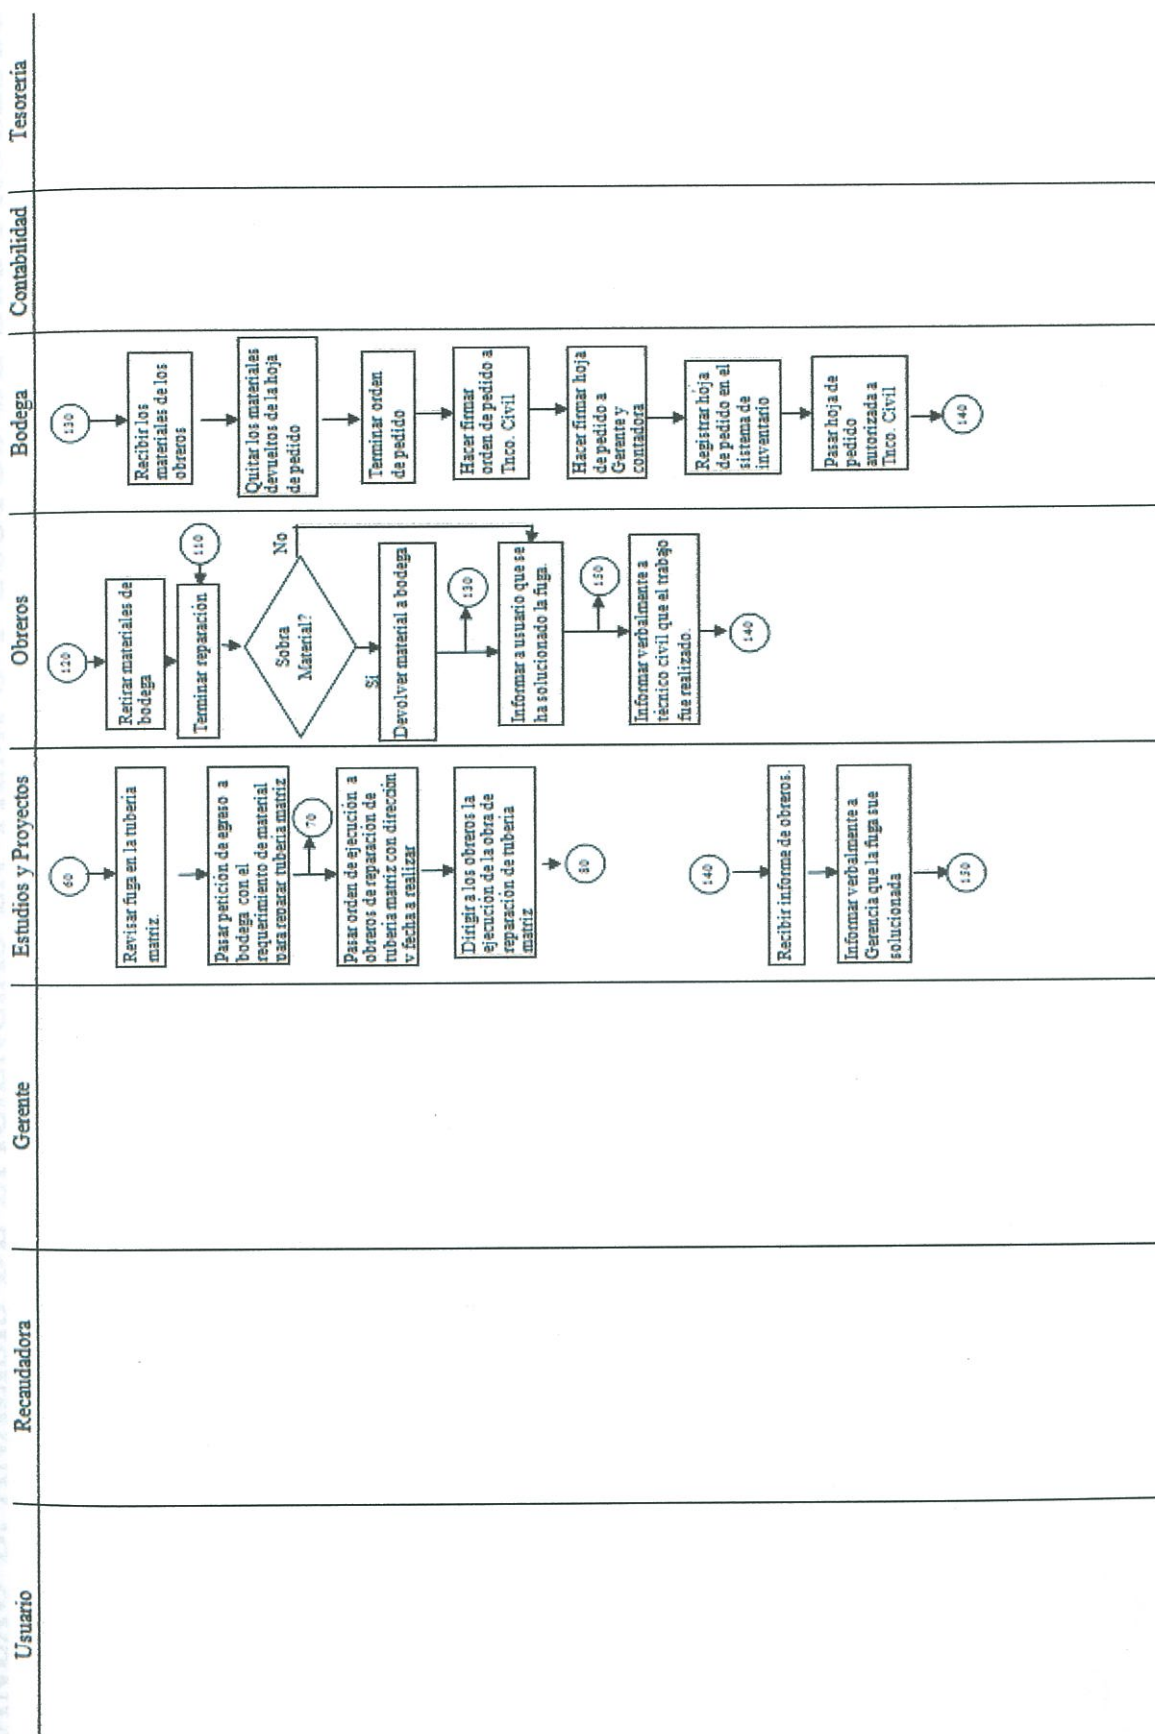 Usuario
Recaudadora
Gerente
Estudios y Proyectos
Obreros
Bodega
Contabilidad
Tesoreria
60
Revisar fuga en la tuberia
matriz.
Pasar petición de egreso a
bodega con el
requerimiento de material
para reparar tuberia matriz
70
Pasar orden de ejecución a
obreros de reparación de
tuberia matriz con dirección
y fecha a realizar
Dirigir a los obreros la
ejecución de la obra de
reparación de tuberia
matriz
80
140
Recibir informe de obreros.
Informar verbalmente a
Gerencia que la fuga sue
solucionada
150
120
Retirar materiales de
bodega
110
Terminar reparación
Sobra
Material?
No
Si
Devolver material a bodega
130
Informar a usuario que se
ha solucionado la fuga.
150
Informar verbalmente a
técnico civil que el trabajo
fue realizado.
140
130
Recibir los
materiales de los
obreros
Quitar los materiales
devueltos de la hoja
de pedido
Terminar orden
de pedido
Hacer firmar
orden de pedido a
Tnco. Civil
Hacer firmar hoja
de pedido a
Gerente y
contadora
Registrar hoja
de pedido en el
sistema de
inventario
Pasar hoja de
pedido
autorizada a
Tnco. Civil
140